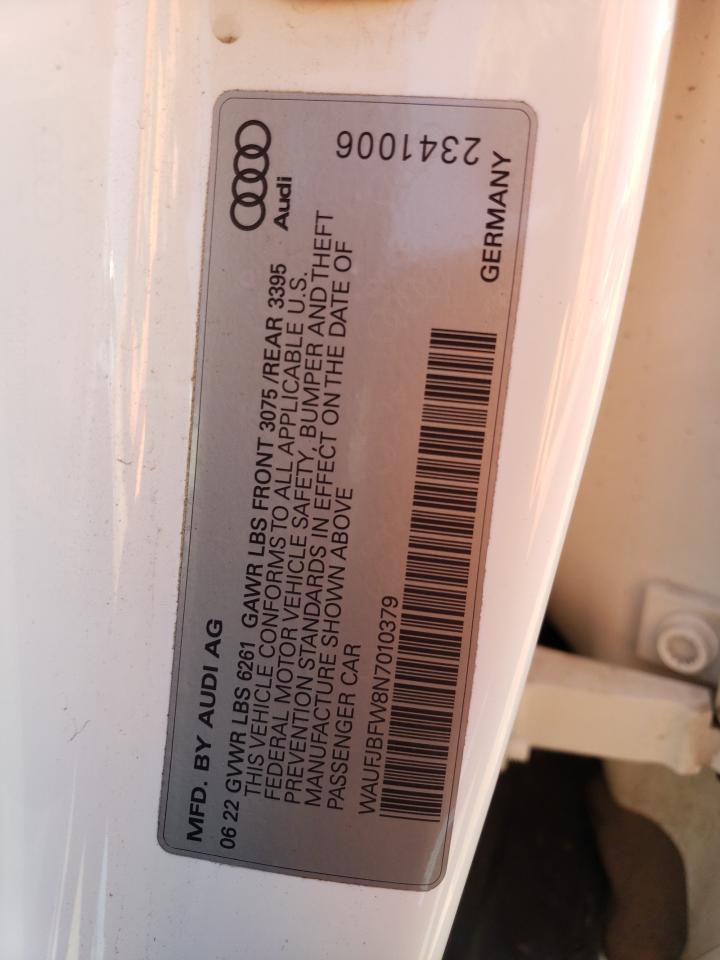 MFD. BY AUDI AG
Audi
06 22 GVWR LBS 6261 GAWR LBS FRONT 3075 /REAR 3395
THIS VEHICLE CONFORMS TO ALL APPLICABLE U.S.
FEDERAL MOTOR VEHICLE SAFETY, BUMPER AND THEFT
PREVENTION STANDARDS IN EFFECT ON THE DATE OF
MANUFACTURE SHOWN ABOVE
PASSENGER CAR
WAUFJBFW8N7010379
2341006
GERMANY